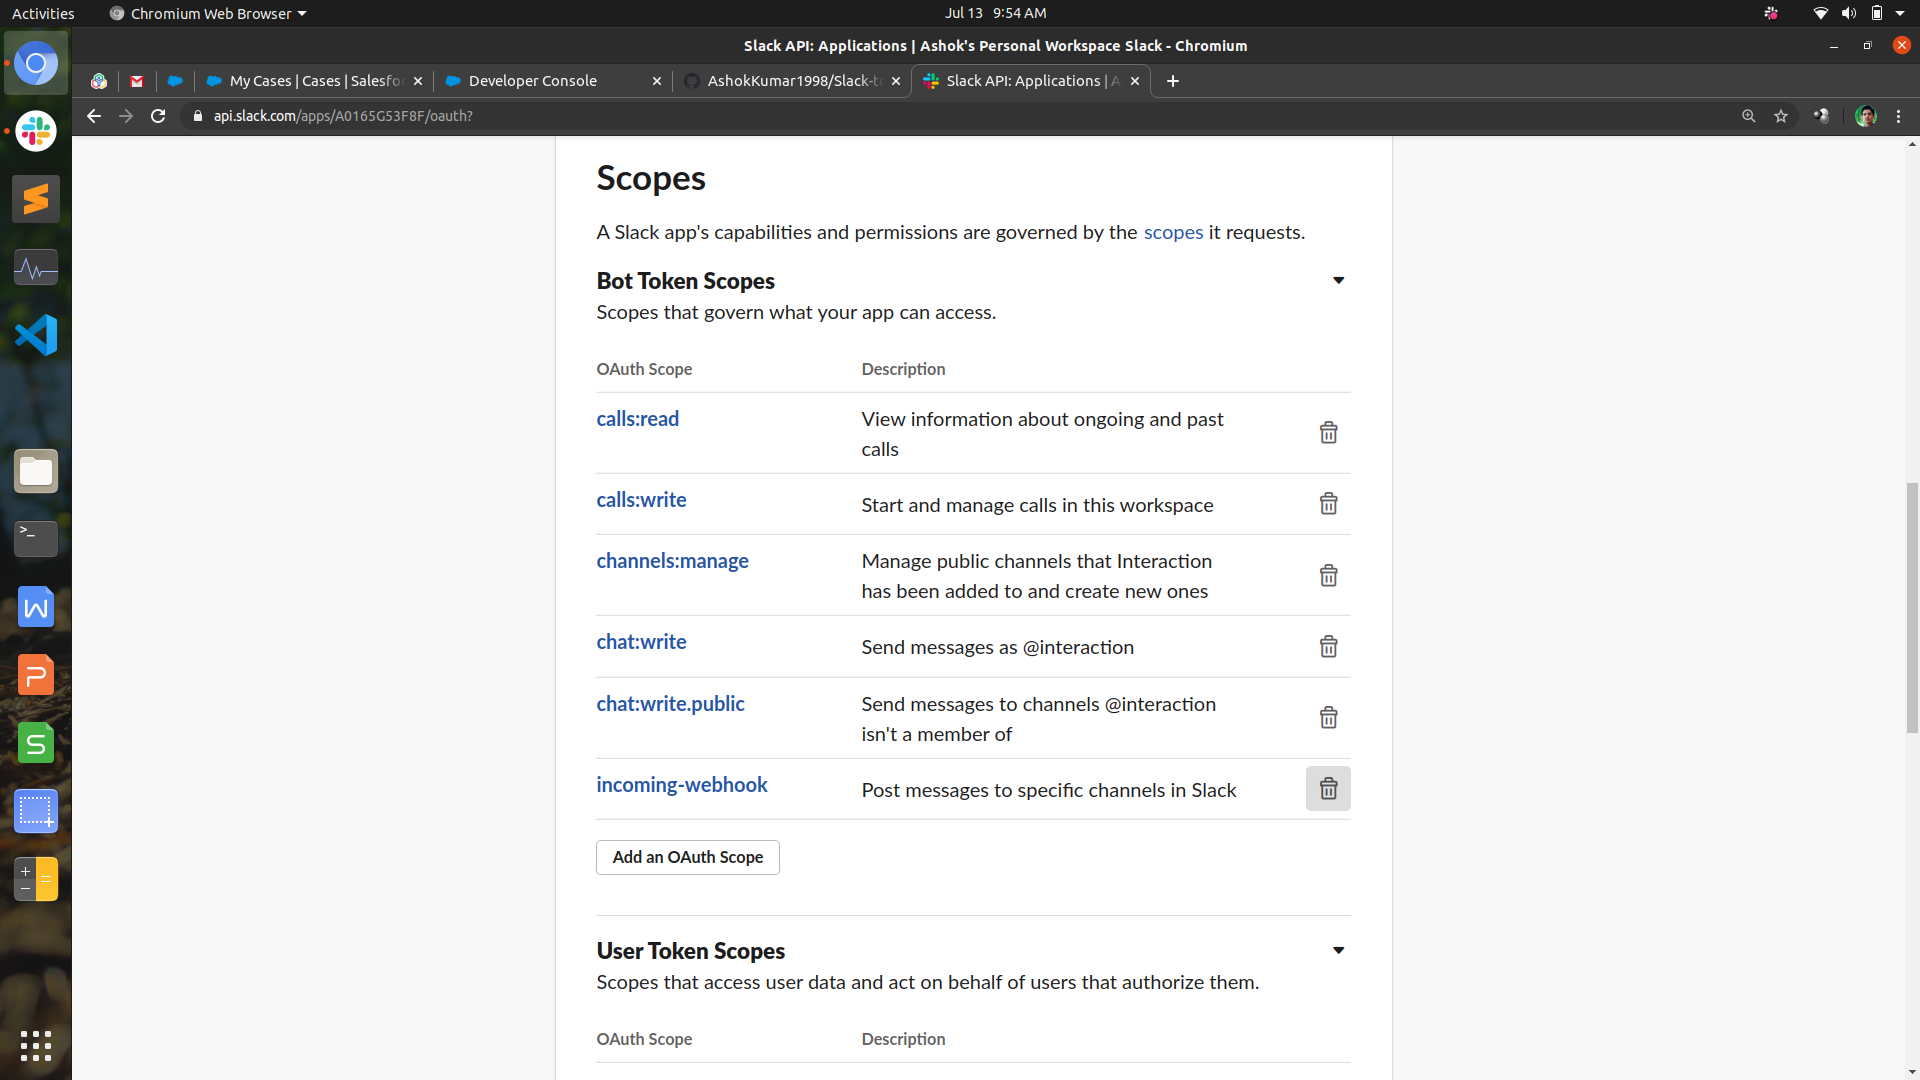 Activities
Chromium Web Browser
Jul 13 9:54 AM
Slack API: Applications | Ashok's Personal Workspace Slack - Chromium
My Cases | Cases | Salesfo
Developer Console
AshokKumar1998/Slack-t
Slack API: Applications | A
api.slack.com/apps/A0165G53F8F/oauth?
Scopes
A Slack app's capabilities and permissions are governed by the scopes it requests.
Bot Token Scopes
Scopes that govern what your app can access.
OAuth Scope Description
calls:read View information about ongoing and past
calls
calls:write Start and manage calls in this workspace
channels:manage Manage public channels that Interaction
has been added to and create new ones
chat:write Send messages as @interaction
chat:write.public Send messages to channels @interaction
isn't a member of
incoming-webhook Post messages to specific channels in Slack
Add an OAuth Scope
User Token Scopes
Scopes that access user data and act on behalf of users that authorize them.
OAuth Scope Description